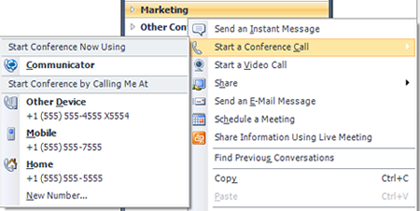 Marketing
Other Con
Start Conference Now Using
Communicator
Start Conference by Calling Me At
Other Device
+1 (555) 555-4555 X5554
Mobile
+1 (555) 555-7555
Home
+1 (555) 555-5555
New Number...
Send an Instant Message
Start a Conference Call
Start a Video Call
Share
Send an E-Mail Message
Schedule a Meeting
Share Information Using Live Meeting
Find Previous Conversations
Copy Ctrl+C
Paste Ctrl+V